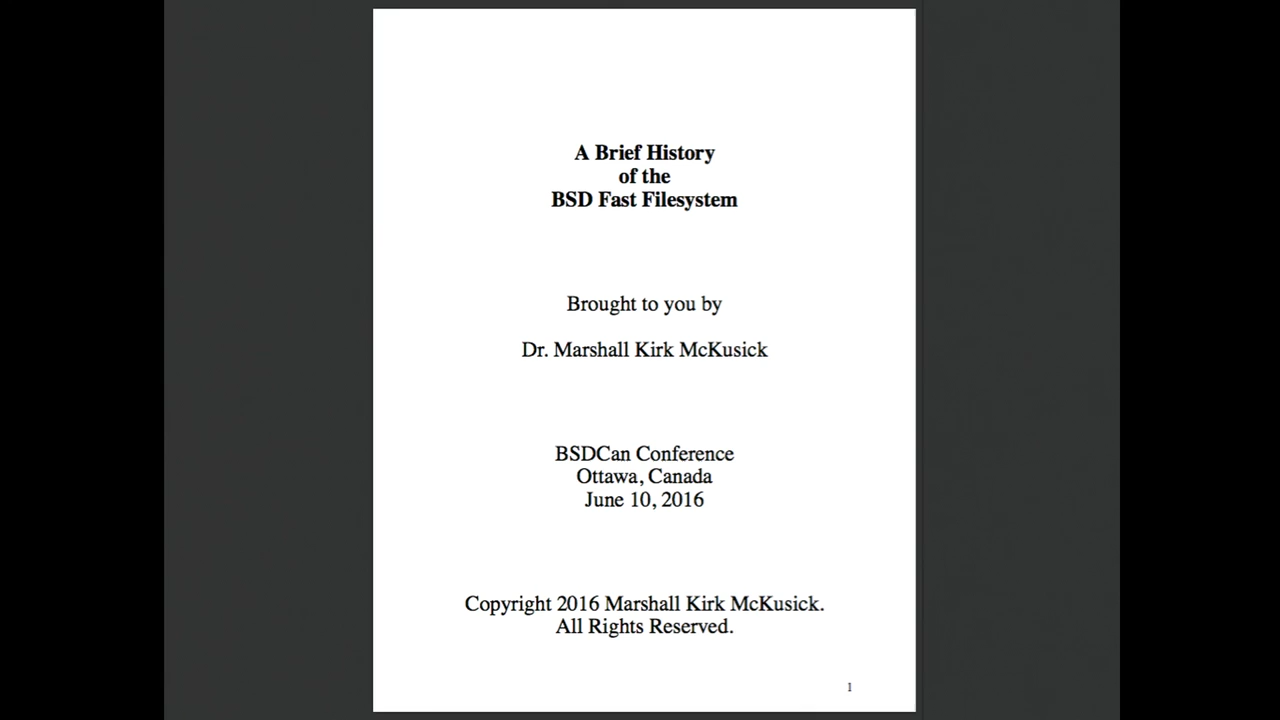 A Brief History
of the
BSD Fast Filesystem
Brought to you by
Dr. Marshall Kirk McKusick
BSDCan Conference
Ottawa, Canada
June 10, 2016
Copyright 2016 Marshall Kirk McKusick.
All Rights Reserved.
1